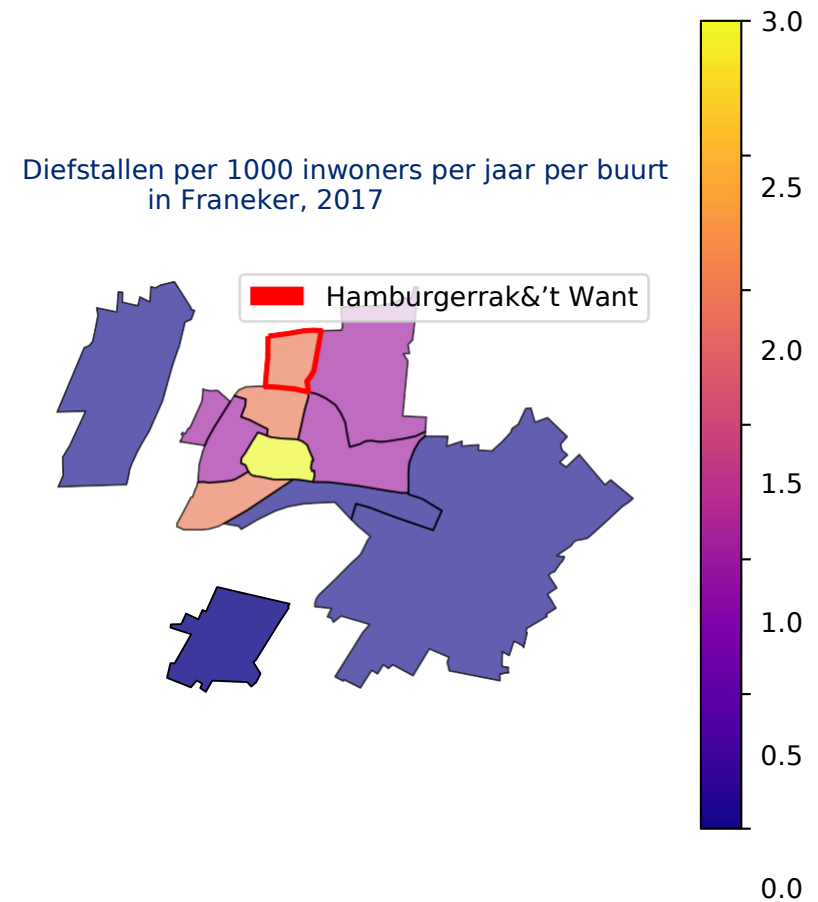 Diefstallen per 1000 inwoners per jaar per buurt
in Franeker, 2017
Hamburgerrak&’t Want
3.0
2.5
2.0
1.5
1.0
0.5
0.0